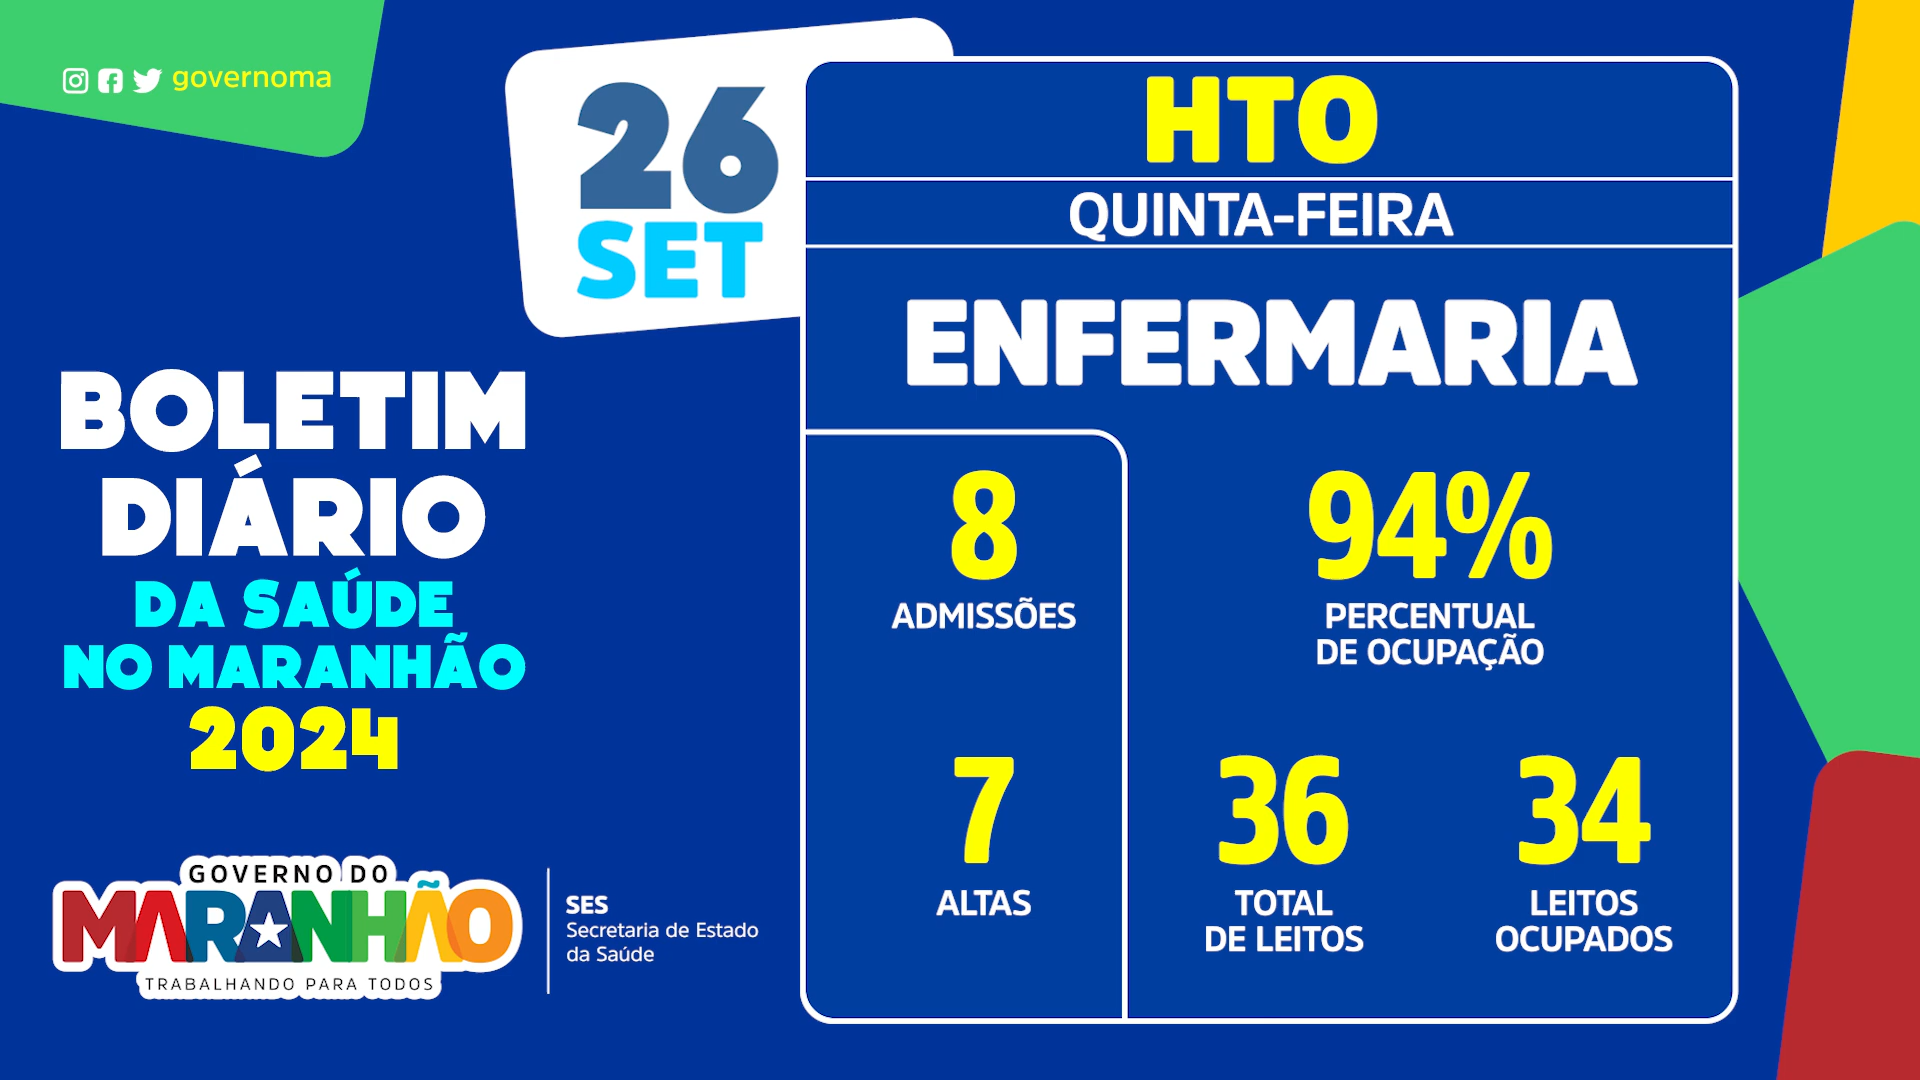 governoma
26
SET
HTO
QUINTA-FEIRA
ENFERMARIA
8
ADMISSÕES
94%
PERCENTUAL
DE OCUPAÇÃO
7
ALTAS
36
TOTAL
DE LEITOS
34
LEITOS
OCUPADOS
BOLETIM
DIÁRIO
DA SAÚDE
NO MARANHÃO
2024
GOVERNO DO
MARANHÃO
TRABALHANDO PARA TODOS
SES
Secretaria de Estado
da Saúde